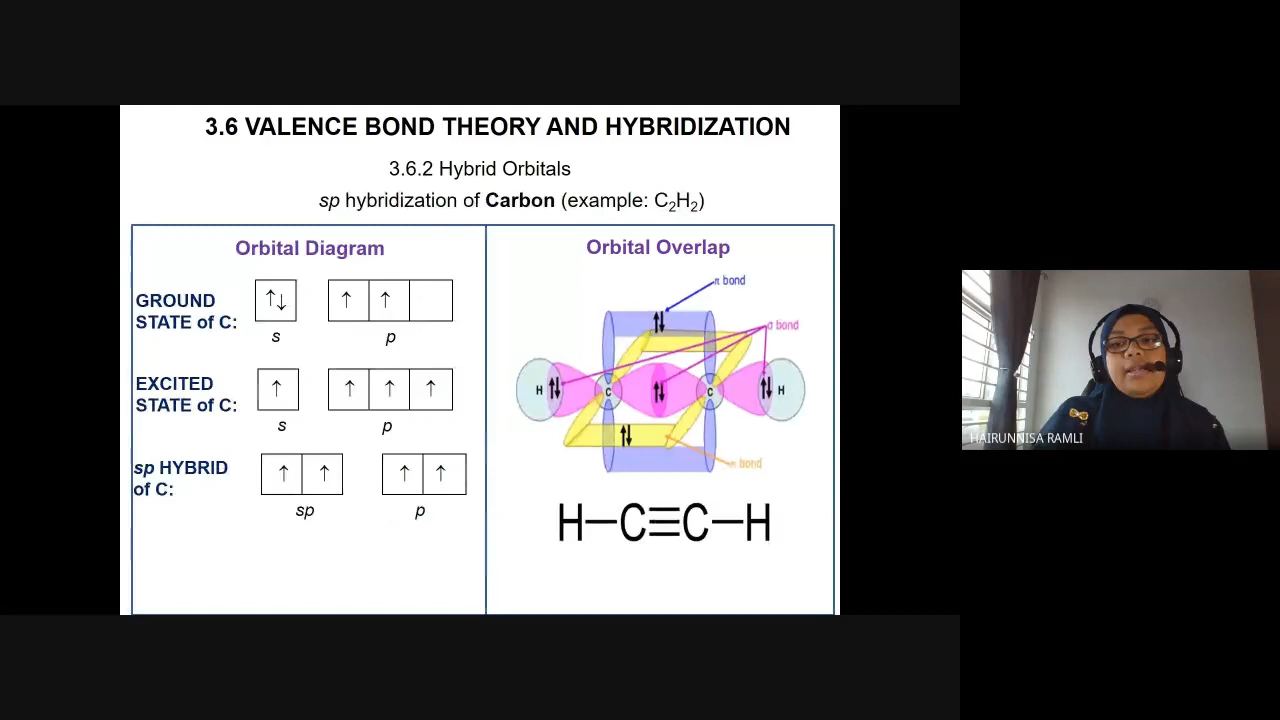 3.6 VALENCE BOND THEORY AND HYBRIDIZATION
3.6.2 Hybrid Orbitals
sp hybridization of Carbon (example: C₂H₂)
Orbital Diagram
GROUND
STATE of C:
↑↓ ↑ ↑
s p
EXCITED
STATE of C:
↑ ↑ ↑ ↑
s p
sp HYBRID
of C:
↑ ↑ ↑ ↑
sp p
Orbital Overlap
π bond
σ bond
H C C H
π bond
H—C≡C—H
HAIRUNNISA RAMLI